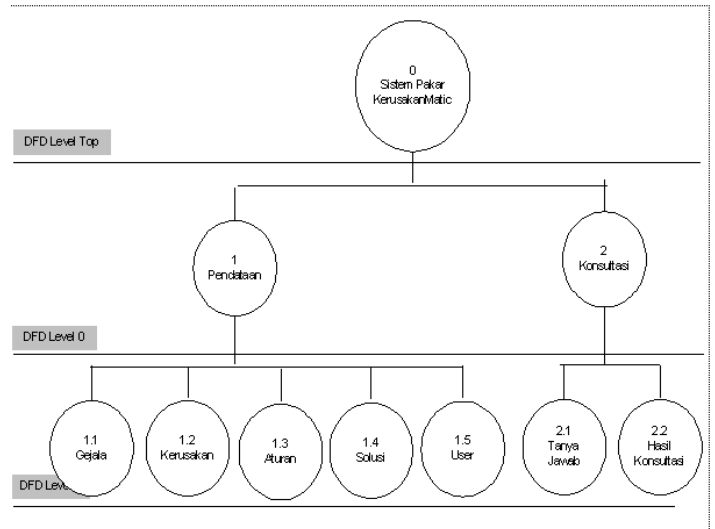 0
Sistem Pakar
KerusakanMatic
DFD Level Top
1
Pendataan
2
Konsultasi
DFD Level 0
1.1
Gejala
1.2
Kerusakan
1.3
Aturan
1.4
Solusi
1.5
User
2.1
Tanya
Jawab
2.2
Hasil
Konsultasi
DFD Leve